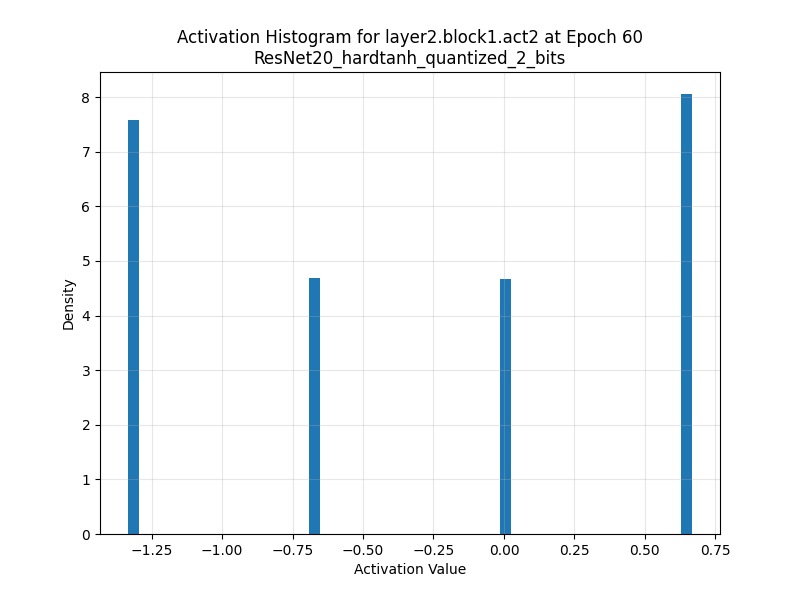 Activation Histogram for layer2.block1.act2 at Epoch 60
ResNet20_hardtanh_quantized_2_bits
8
7
6
5
4
3
2
1
0
Density
−1.25 −1.00 −0.75 −0.50 −0.25 0.00 0.25 0.50 0.75
Activation Value